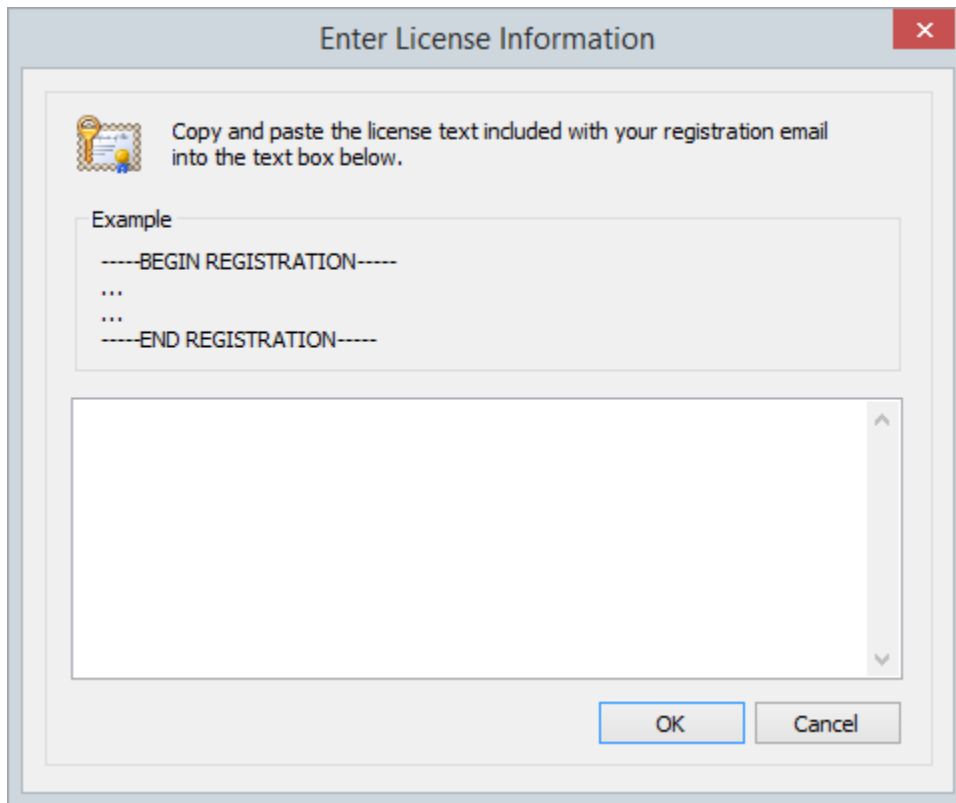 Enter License Information
Copy and paste the license text included with your registration email
into the text box below.
Example
-----BEGIN REGISTRATION-----
...
...
-----END REGISTRATION-----
OK
Cancel